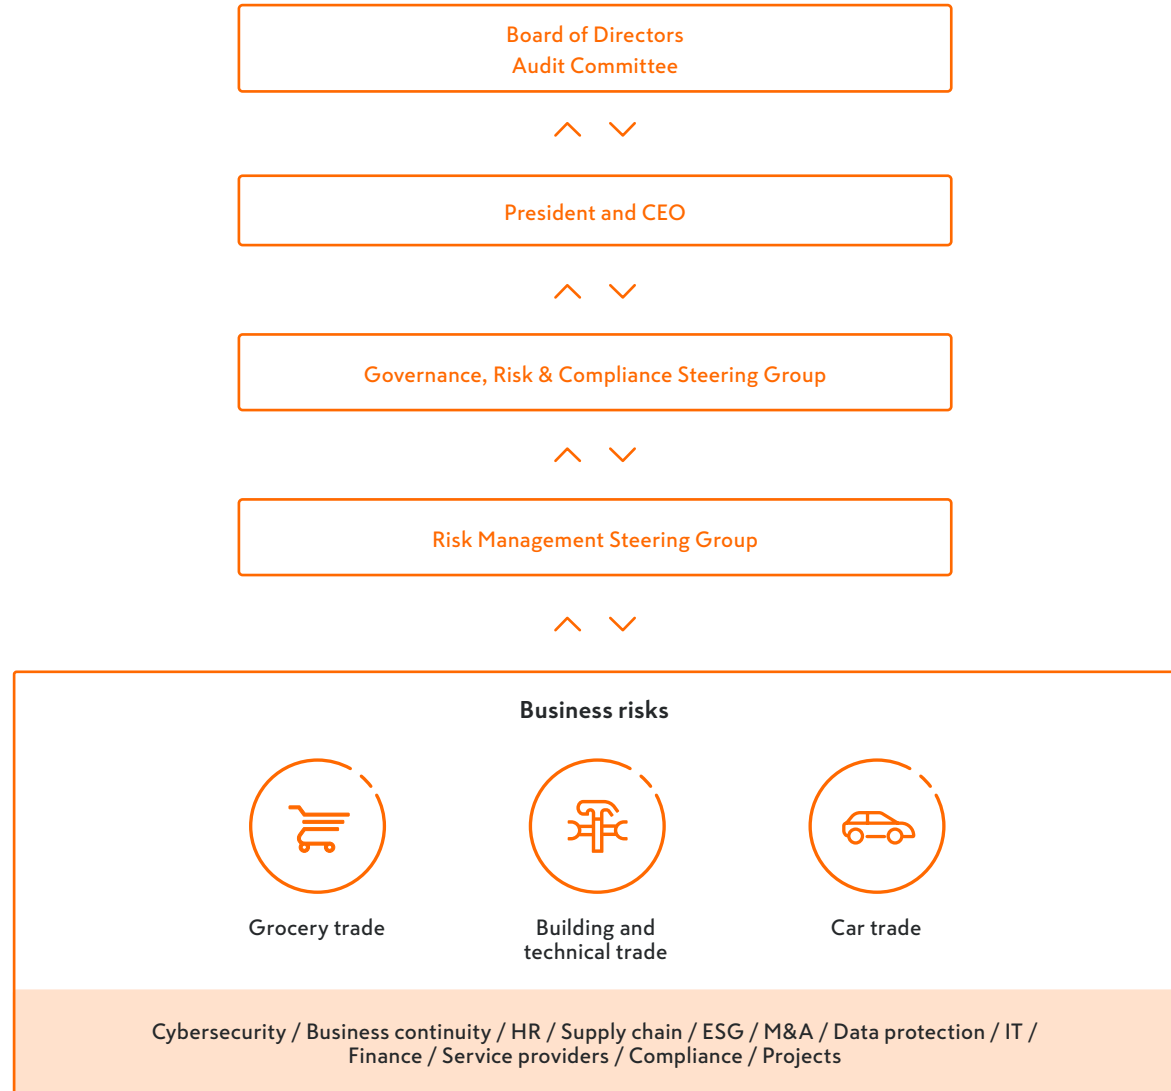 Board of Directors
Audit Committee
President and CEO
Governance, Risk & Compliance Steering Group
Risk Management Steering Group
Business risks
Grocery trade
Building and
technical trade
Car trade
Cybersecurity / Business continuity / HR / Supply chain / ESG / M&A / Data protection / IT /
Finance / Service providers / Compliance / Projects